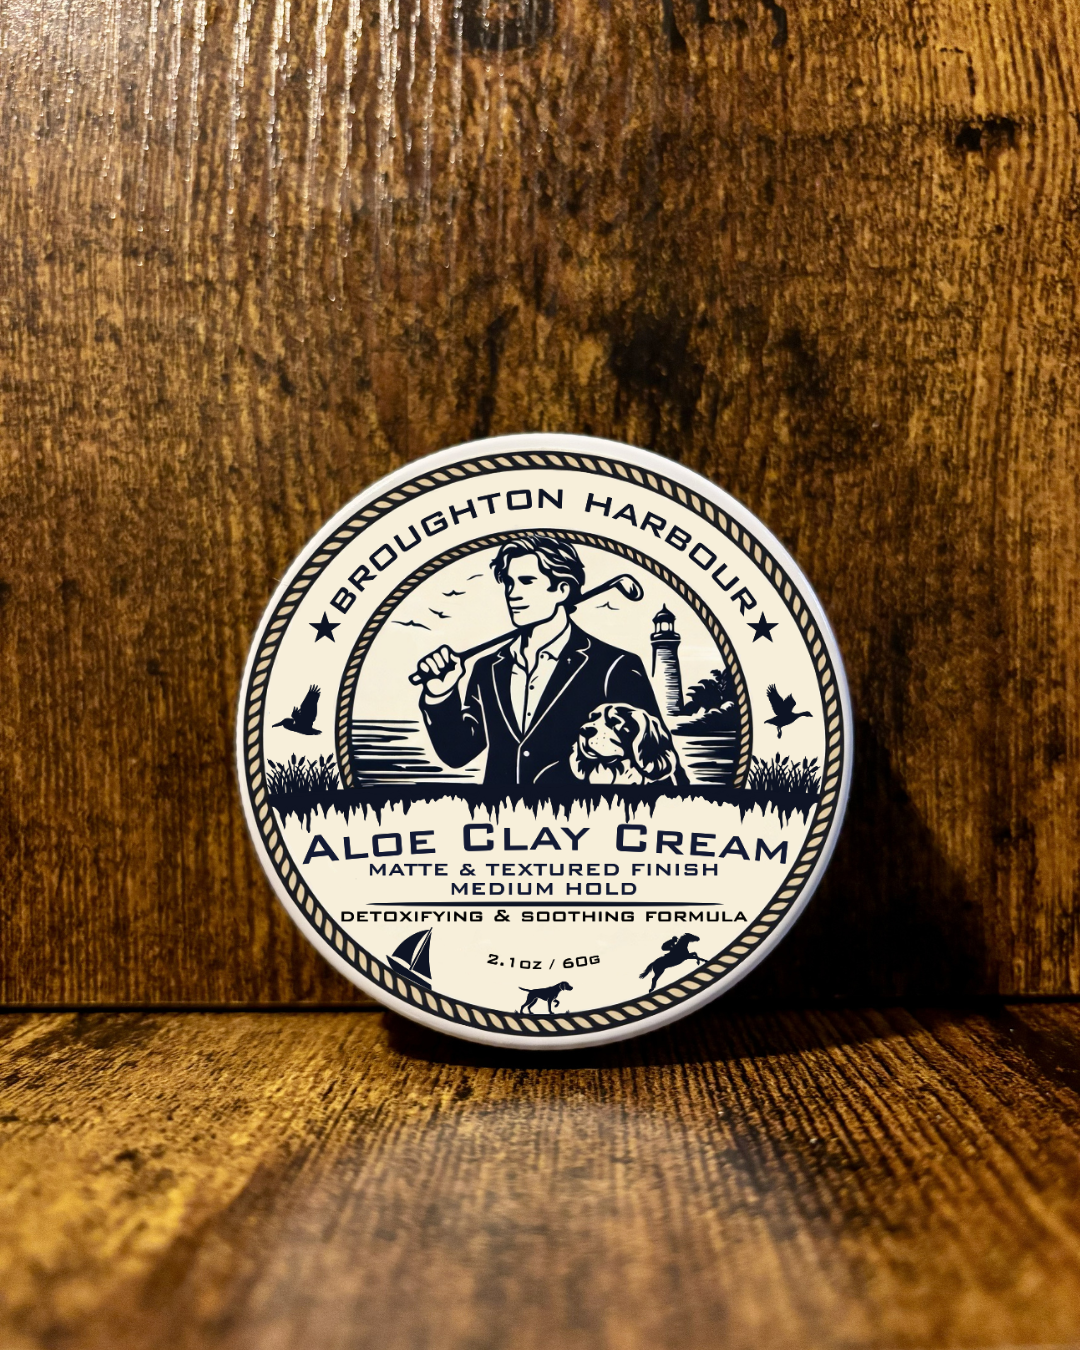 BROUGHTON HARBOUR
ALOE CLAY CREAM
MATTE & TEXTURED FINISH
MEDIUM HOLD
DETOXIFYING & SOOTHING FORMULA
2.1OZ / 60G